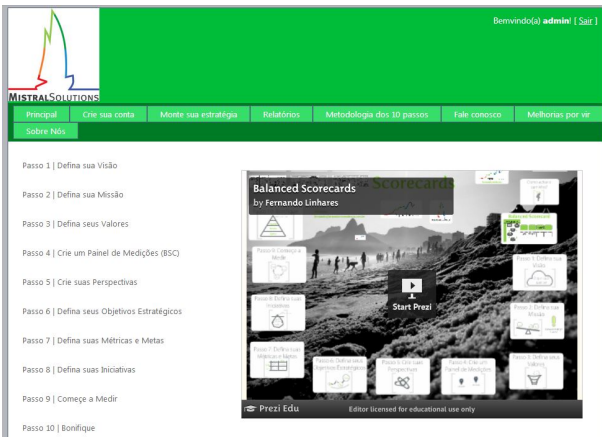 Bemvindo(a) admin! [ Sair ]
MISTRALSOLUTIONS
Principal Crie sua conta Monte sua estratégia Relatórios Metodologia dos 10 passos Fale conosco Melhorias por vir
Sobre Nós
Passo 1 | Defina sua Visão
Passo 2 | Defina sua Missão
Passo 3 | Defina seus Valores
Passo 4 | Crie um Painel de Medições (BSC)
Passo 5 | Crie suas Perspectivas
Passo 6 | Defina seus Objetivos Estratégicos
Passo 7 | Defina suas Métricas e Metas
Passo 8 | Defina suas Iniciativas
Passo 9 | Começe a Medir
Passo 10 | Bonifique
Balanced Scorecards
by Fernando Linhares
Scorecards
Start Prezi
Prezi Edu
Editor licensed for educational use only